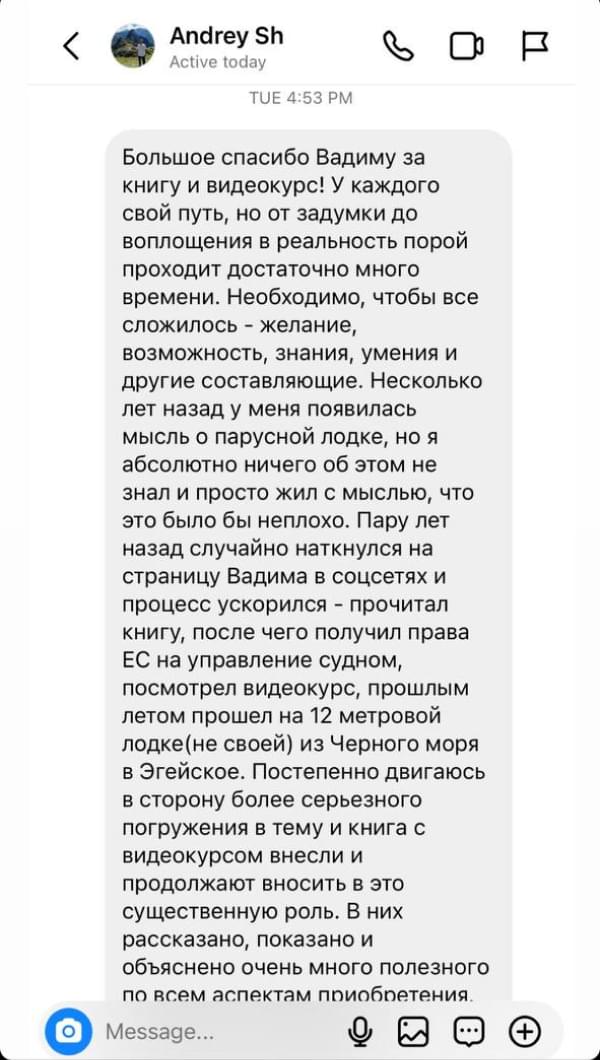 Andrey Sh
Active today
TUE 4:53 PM
Большое спасибо Вадиму за
книгу и видеокурс! У каждого
свой путь, но от задумки до
воплощения в реальность порой
проходит достаточно много
времени. Необходимо, чтобы все
сложилось - желание,
возможность, знания, умения и
другие составляющие. Несколько
лет назад у меня появилась
мысль о парусной лодке, но я
абсолютно ничего об этом не
знал и просто жил с мыслью, что
это было бы неплохо. Пару лет
назад случайно наткнулся на
страницу Вадима в соцсетях и
процесс ускорился - прочитал
книгу, после чего получил права
ЕС на управление судном,
посмотрел видеокурс, прошлым
летом прошел на 12 метровой
лодке(не своей) из Черного моря
в Эгейское. Постепенно двигаюсь
в сторону более серьезного
погружения в тему и книга с
видеокурсом внесли и
продолжают вносить в это
существенную роль. В них
рассказано, показано и
объяснено очень много полезного
по всем аспектам приобретения,
Message...